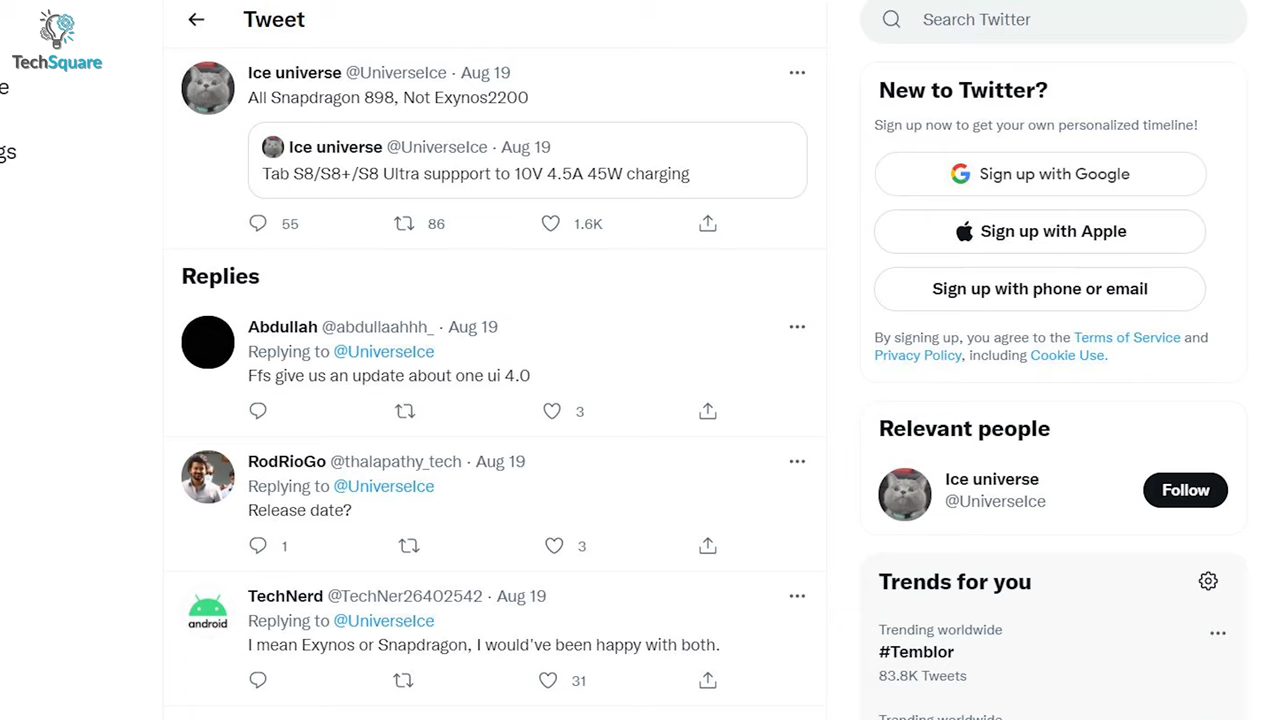 TechSquare
e
gs
Tweet
Ice universe @UniverseIce · Aug 19
All Snapdragon 898, Not Exynos2200
Ice universe @UniverseIce · Aug 19
Tab S8/S8+/S8 Ultra suppport to 10V 4.5A 45W charging
55 86 1.6K
Replies
Abdullah @abdullaahhh_ · Aug 19
Replying to @UniverseIce
Ffs give us an update about one ui 4.0
3
RodRioGo @thalapathy_tech · Aug 19
Replying to @UniverseIce
Release date?
1 3
android
TechNerd @TechNer26402542 · Aug 19
Replying to @UniverseIce
I mean Exynos or Snapdragon, I would've been happy with both.
31
Search Twitter
New to Twitter?
Sign up now to get your own personalized timeline!
Sign up with Google
Sign up with Apple
Sign up with phone or email
By signing up, you agree to the Terms of Service and
Privacy Policy, including Cookie Use.
Relevant people
Ice universe
@UniverseIce
Follow
Trends for you
Trending worldwide
#Temblor
83.8K Tweets
Trending worldwide